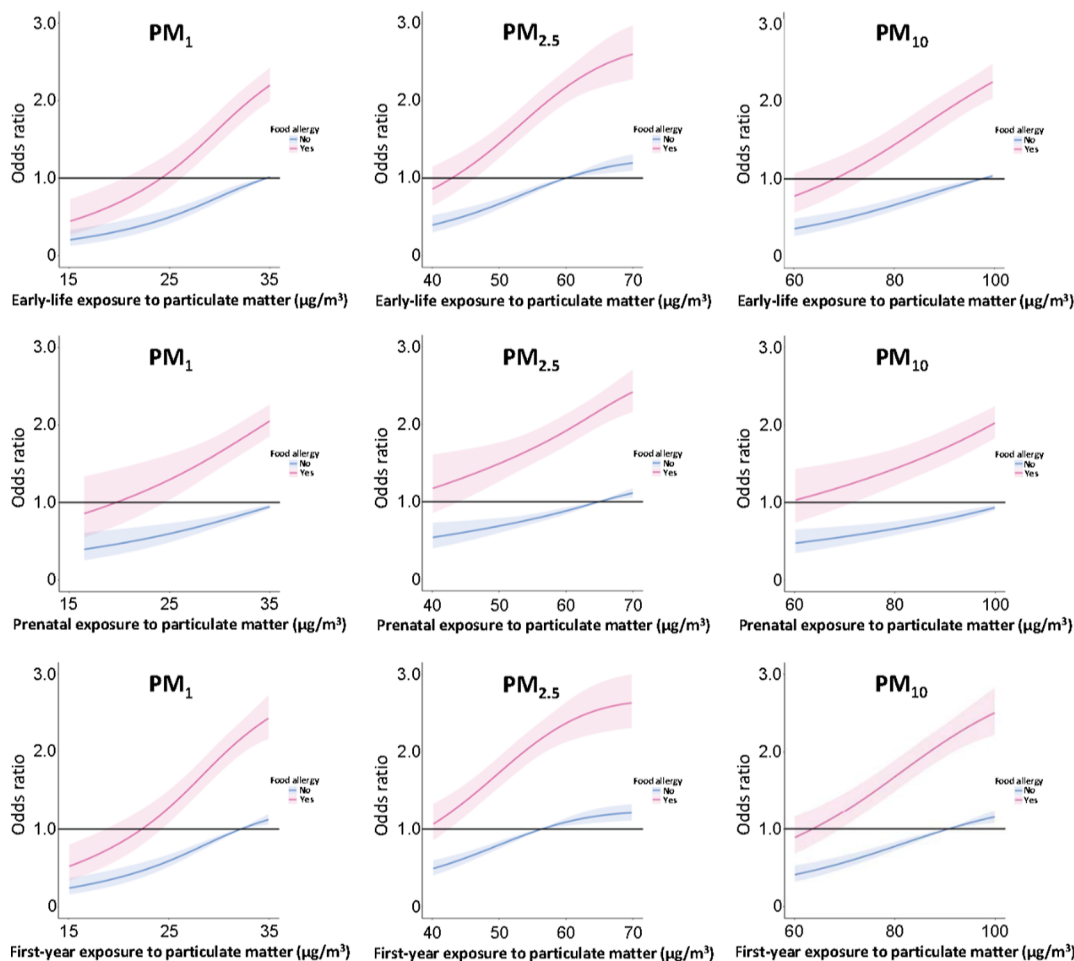 PM1
3.0
2.0
1.0
0
Odds ratio
Food allergy
No
Yes
15 25 35
Early-life exposure to particulate matter (µg/m³)
PM2.5
3.0
2.0
1.0
0
Odds ratio
Food allergy
No
Yes
40 50 60 70
Early-life exposure to particulate matter (µg/m³)
PM10
3.0
2.0
1.0
0
Odds ratio
Food allergy
No
Yes
60 80 100
Early-life exposure to particulate matter (µg/m³)
PM1
3.0
2.0
1.0
0
Odds ratio
Food allergy
No
Yes
15 25 35
Prenatal exposure to particulate matter (µg/m³)
PM2.5
3.0
2.0
1.0
0
Odds ratio
Food allergy
No
Yes
40 50 60 70
Prenatal exposure to particulate matter (µg/m³)
PM10
3.0
2.0
1.0
0
Odds ratio
Food allergy
No
Yes
60 80 100
Prenatal exposure to particulate matter (µg/m³)
PM1
3.0
2.0
1.0
0
Odds ratio
Food allergy
No
Yes
15 25 35
First-year exposure to particulate matter (µg/m³)
PM2.5
3.0
2.0
1.0
0
Odds ratio
Food allergy
No
Yes
40 50 60 70
First-year exposure to particulate matter (µg/m³)
PM10
3.0
2.0
1.0
0
Odds ratio
Food allergy
No
Yes
60 80 100
First-year exposure to particulate matter (µg/m³)